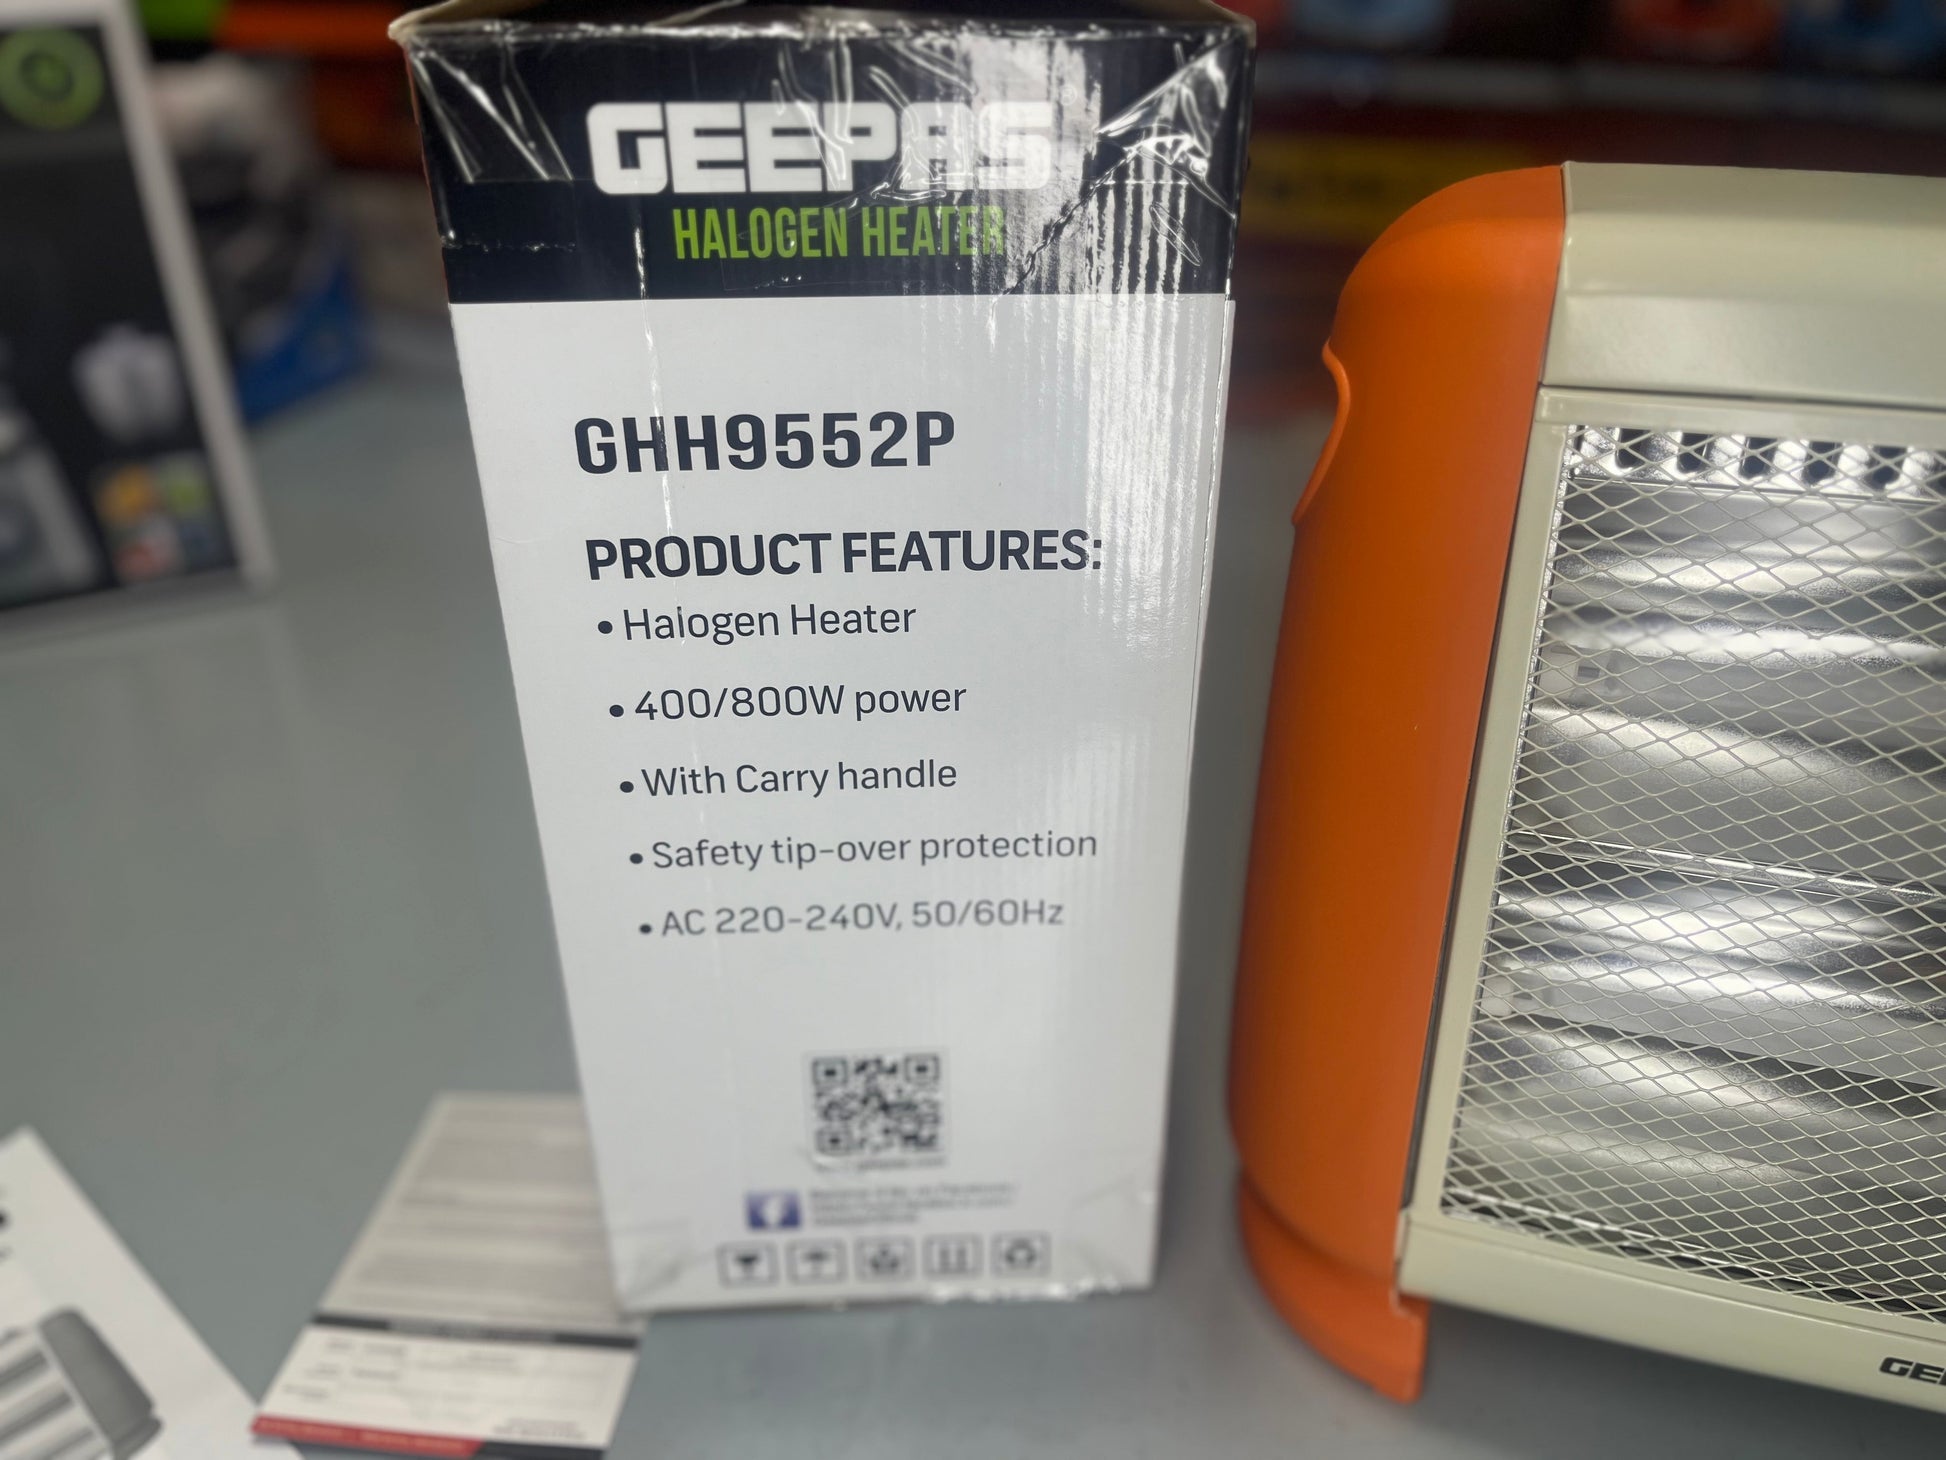 GEEPAS
HALOGEN HEATER
GHH9552P
PRODUCT FEATURES:
• Halogen Heater
• 400/800W power
• With Carry handle
• Safety tip-over protection
• AC 220-240V, 50/60Hz